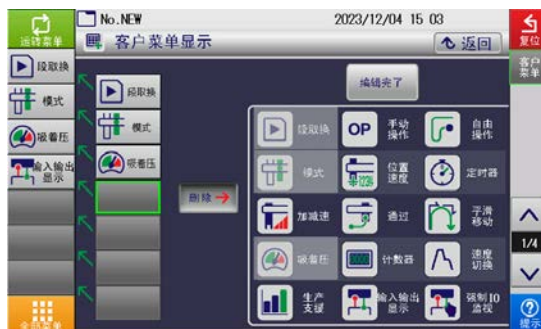 No.NEW
2023/12/04 15 03
运转菜单
客户菜单显示
返回
复位
客户
菜单
段取换
模式
吸着压
输入输出
显示
全部菜单
段取换
模式
吸着压
删除
编辑完了
段取换
OP
手动
操作
自由
操作
模式
位置
速度
定时器
加减速
通过
平滑
移动
吸着压
计数器
速度
切换
生产
支援
输入输出
显示
强制IO
监视
1/4
提示